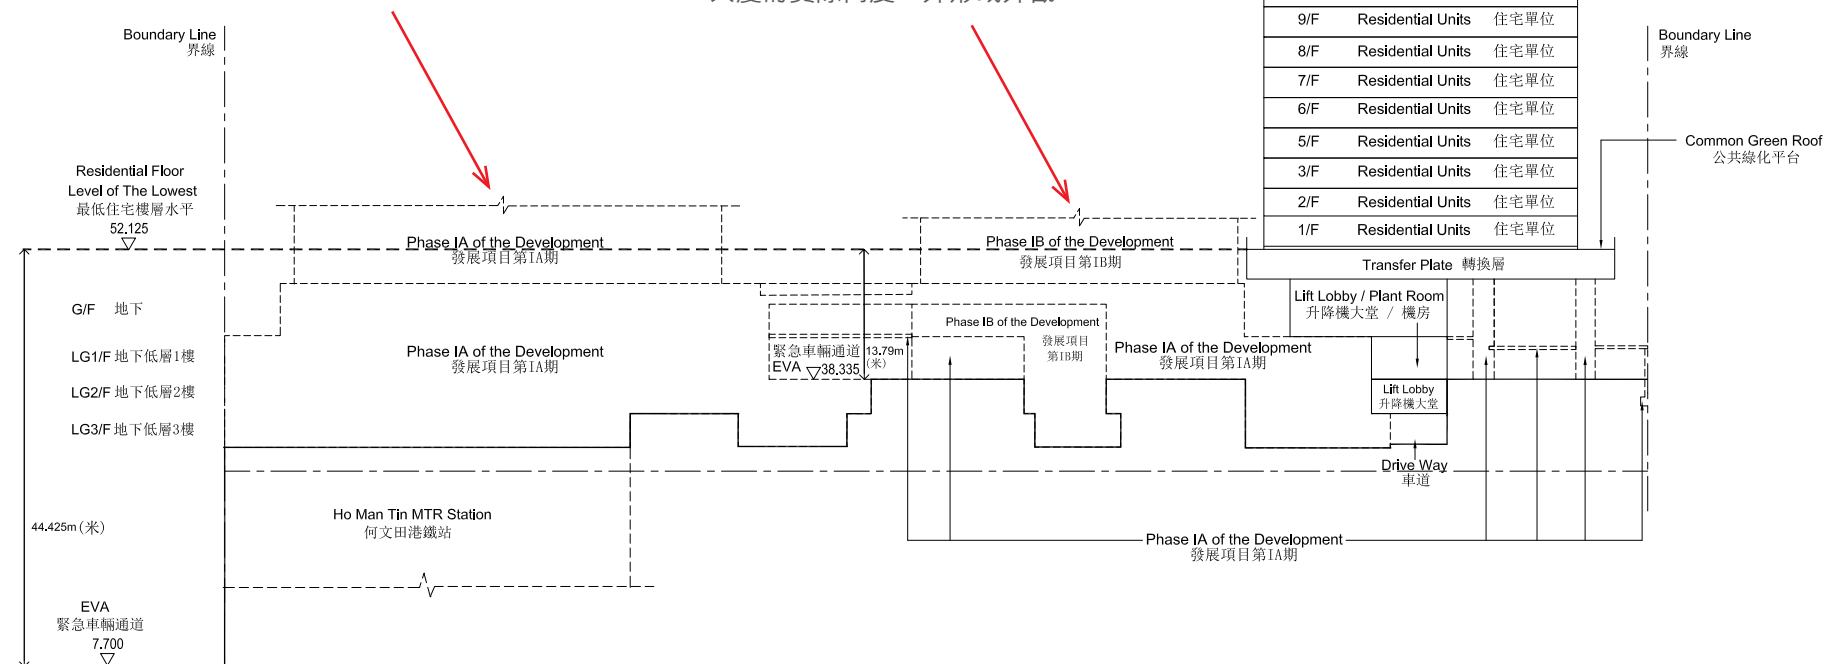 Boundary Line
界線
9/F Residential Units 住宅單位
8/F Residential Units 住宅單位
7/F Residential Units 住宅單位
6/F Residential Units 住宅單位
5/F Residential Units 住宅單位
3/F Residential Units 住宅單位
2/F Residential Units 住宅單位
1/F Residential Units 住宅單位
Boundary Line
界線
Common Green Roof
公共綠化平台
Residential Floor
Level of The Lowest
最低住宅樓層水平
52.125
Phase IA of the Development
發展項目第IA期
Phase IB of the Development
發展項目第IB期
Transfer Plate 轉換層
Lift Lobby / Plant Room
升降機大堂 / 機房
G/F 地下
LG1/F 地下低層1樓
LG2/F 地下低層2樓
LG3/F 地下低層3樓
Phase IA of the Development
發展項目第IA期
Phase IB of the Development
發展項目
第IB期
緊急車輛通道
EVA 38.335
13.79m
(米)
Phase IA of the Development
發展項目第IA期
Lift Lobby
升降機大堂
Drive Way
車道
Ho Man Tin MTR Station
何文田港鐵站
44.425m (米)
Phase IA of the Development
發展項目第IA期
EVA
緊急車輛通道
7.700